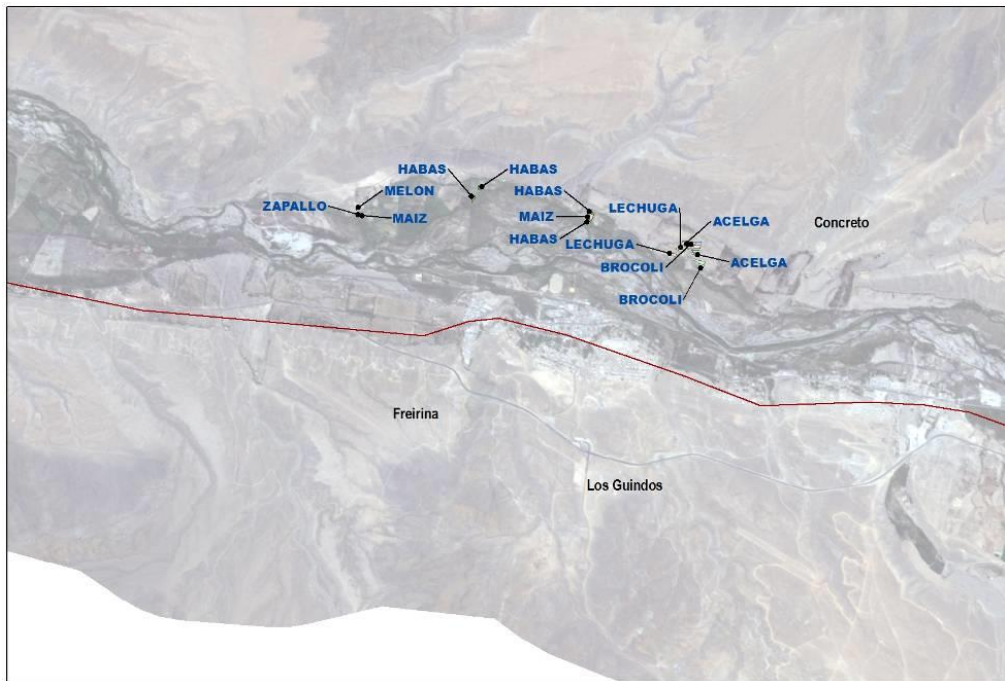 HABAS
HABAS
MELON
HABAS
ZAPALLO
MAIZ
MAIZ
LECHUGA
ACELGA
Concreto
HABAS
LECHUGA
BROCOLI
ACELGA
BROCOLI
Freirina
Los Guindos